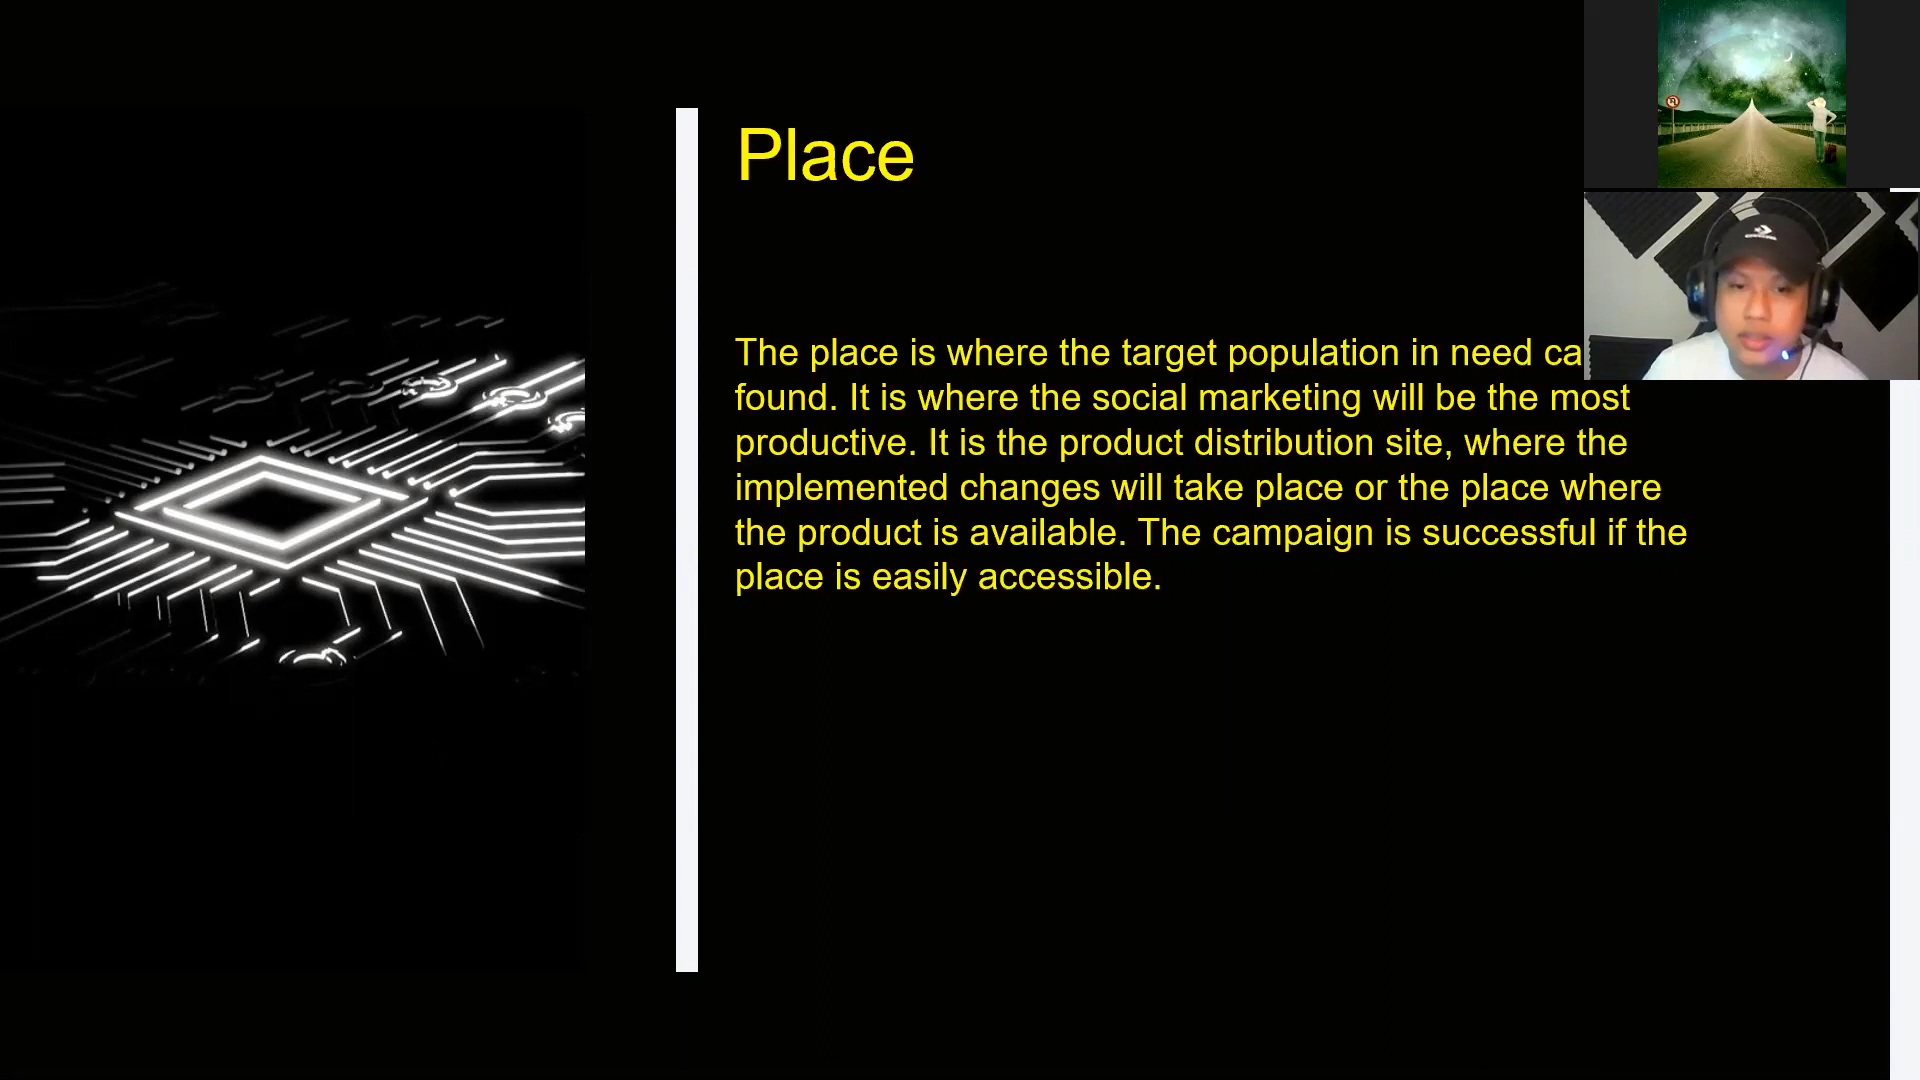 Place
The place is where the target population in need ca
found. It is where the social marketing will be the most
productive. It is the product distribution site, where the
implemented changes will take place or the place where
the product is available. The campaign is successful if the
place is easily accessible.